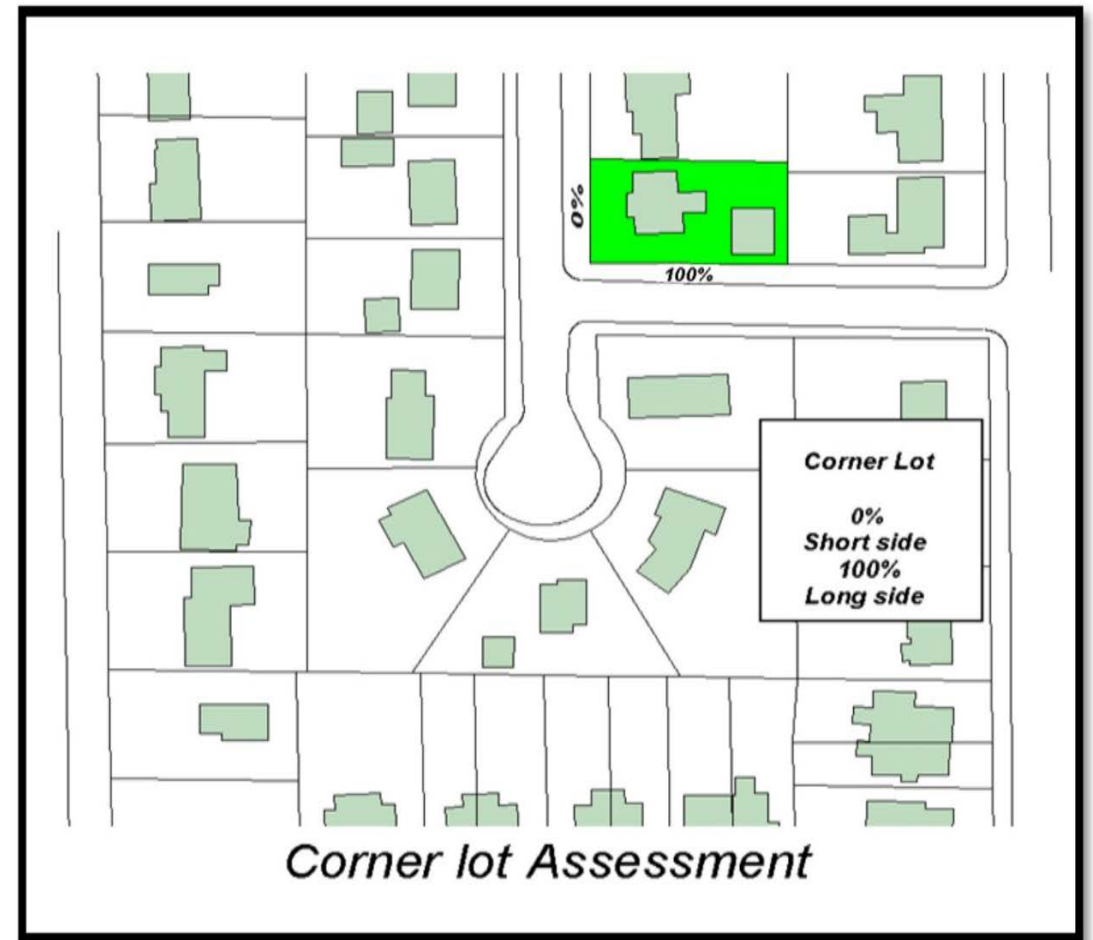 0%
100%
Corner Lot
0%
Short side
100%
Long side
Corner lot Assessment